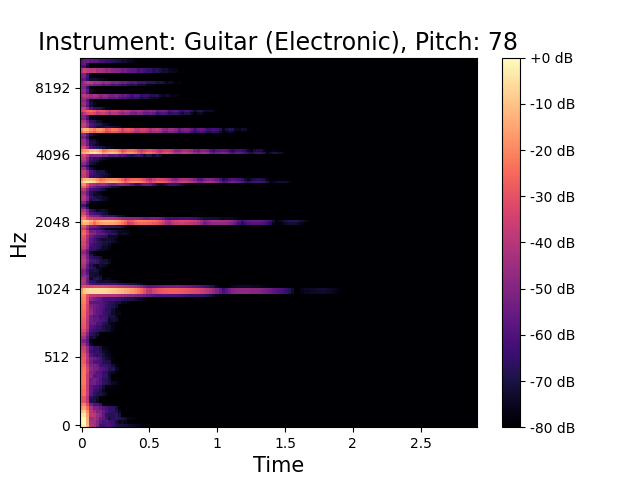 Instrument: Guitar (Electronic), Pitch: 78
8192
4096
2048
1024
512
0
Hz
0
0.5
1
1.5
2
2.5
Time
+0 dB
-10 dB
-20 dB
-30 dB
-40 dB
-50 dB
-60 dB
-70 dB
-80 dB